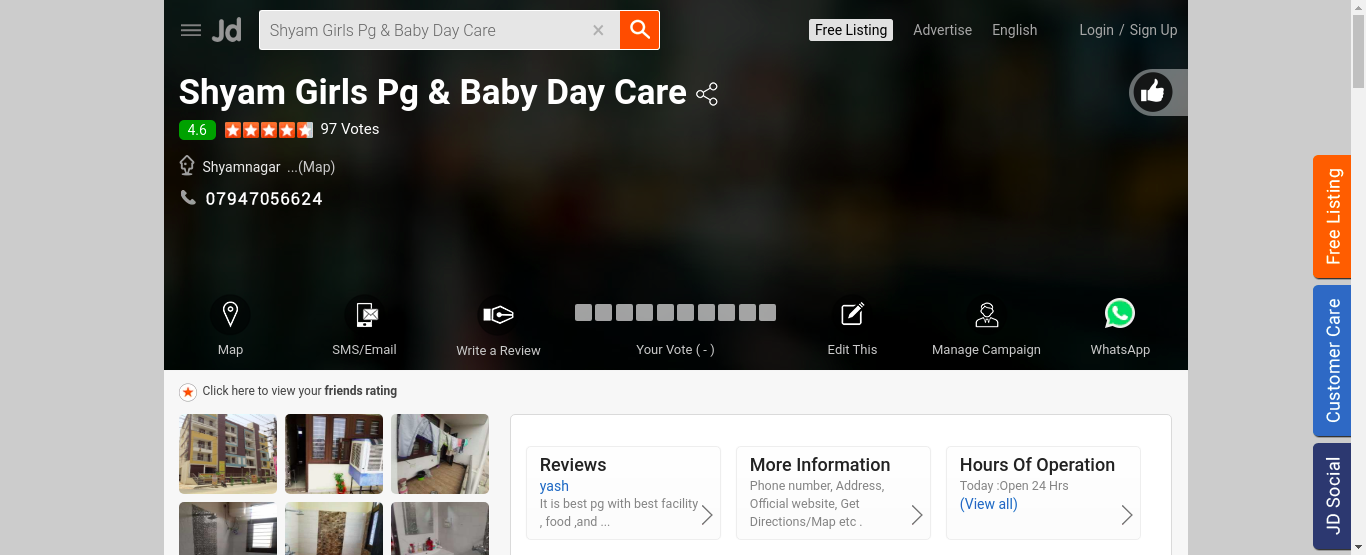 Jd
Shyam Girls Pg & Baby Day Care
Free Listing
Advertise
English
Login / Sign Up
Shyam Girls Pg & Baby Day Care
4.6
97 Votes
Shyamnagar ...(Map)
07947056624
Map
SMS/Email
Write a Review
Your Vote ( - )
Edit This
Manage Campaign
WhatsApp
Click here to view your friends rating
Reviews
yash
It is best pg with best facility
, food ,and ...
More Information
Phone number, Address,
Official website, Get
Directions/Map etc .
Hours Of Operation
Today :Open 24 Hrs
(View all)
Free Listing
Customer Care
JD Social